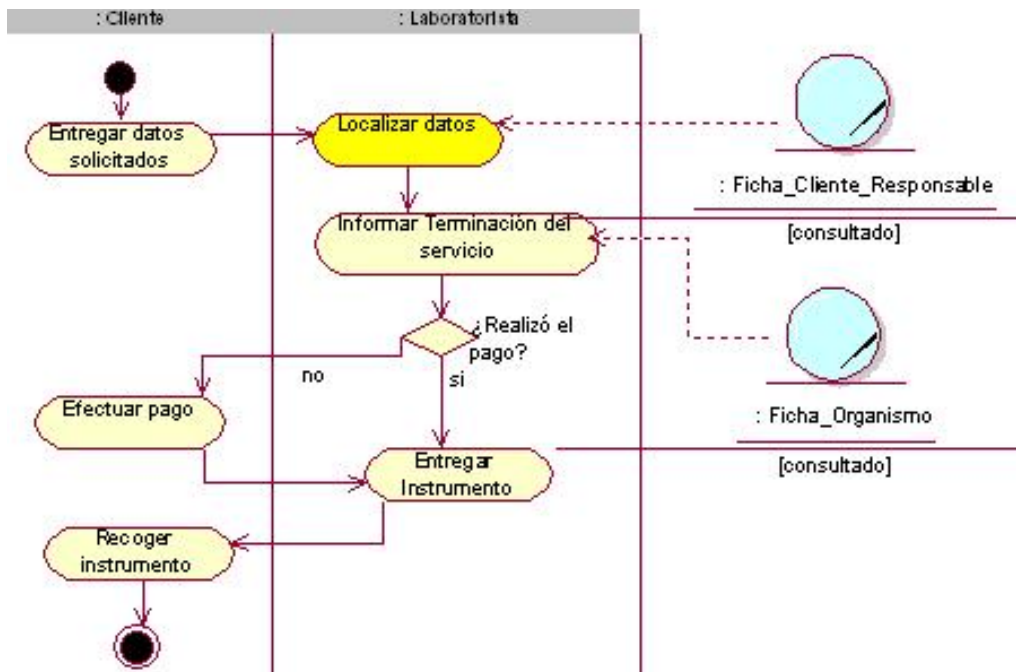 : Cliente
: Laboratorista
Entregar datos
solicitados
Localizar datos
: Ficha_Cliente_Responsable
[consultado]
Informar Terminación del
servicio
¿Realizó el
pago?
no
si
: Ficha_Organismo
[consultado]
Efectuar pago
Entregar
Instrumento
Recoger
instrumento